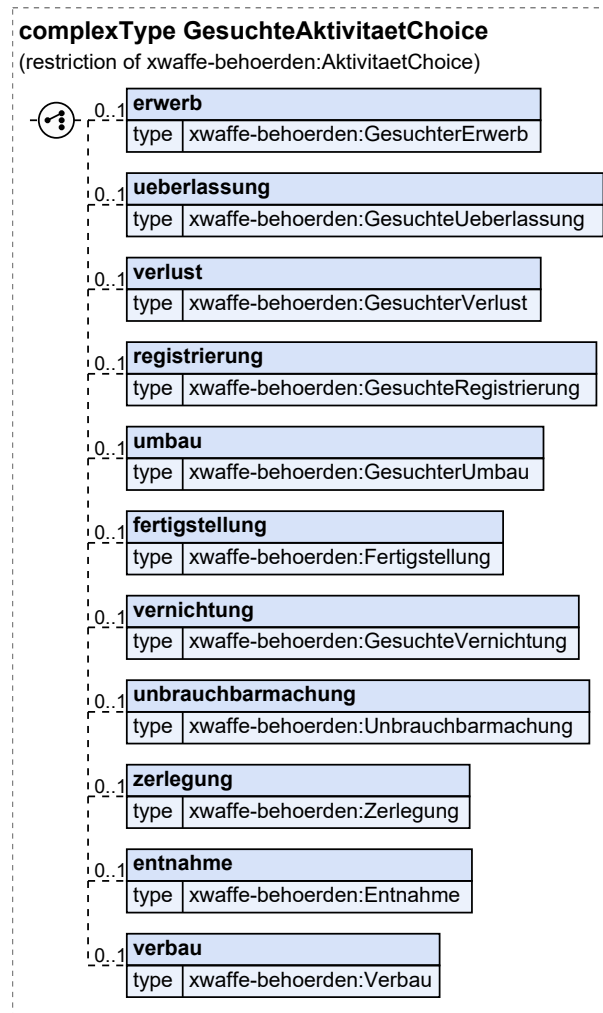 complexType GesuchteAktivitaetChoice
(restriction of xwaffe-behoerden:AktivitaetChoice)
0..1 erwerb
type xwaffe-behoerden:GesuchterErwerb
0..1 ueberlassung
type xwaffe-behoerden:GesuchteUeberlassung
0..1 verlust
type xwaffe-behoerden:GesuchterVerlust
0..1 registrierung
type xwaffe-behoerden:GesuchteRegistrierung
0..1 umbau
type xwaffe-behoerden:GesuchterUmbau
0..1 fertigstellung
type xwaffe-behoerden:Fertigstellung
0..1 vernichtung
type xwaffe-behoerden:GesuchteVernichtung
0..1 unbrauchbarmachung
type xwaffe-behoerden:Unbrauchbarmachung
0..1 zerlegung
type xwaffe-behoerden:Zerlegung
0..1 entnahme
type xwaffe-behoerden:Entnahme
0..1 verbau
type xwaffe-behoerden:Verbau